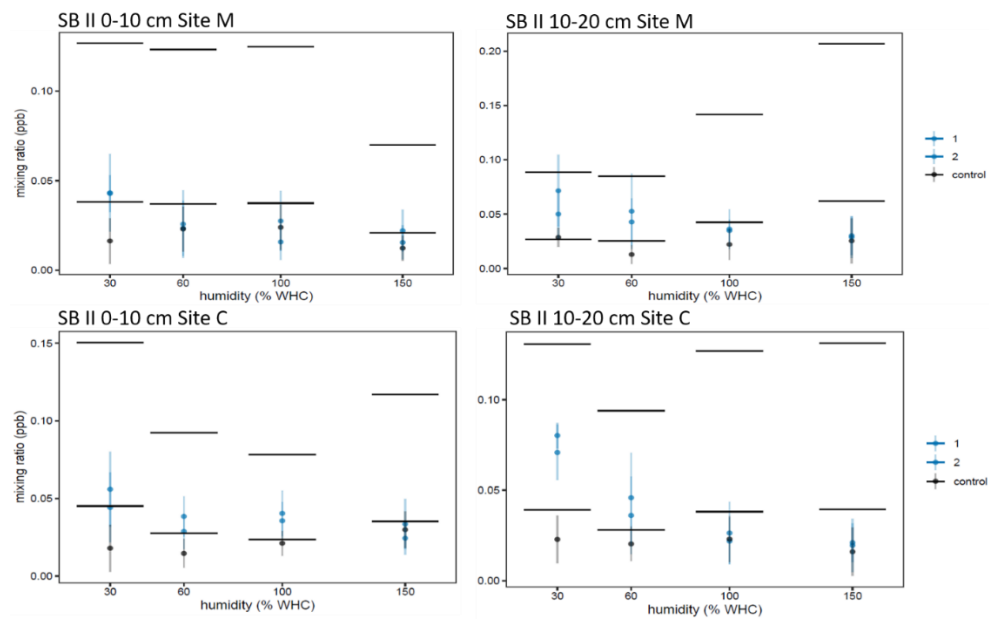 SB II 0-10 cm Site M
mixing ratio (ppb)
0.10
0.05
0.00
30 60 100 150
humidity (% WHC)
SB II 10-20 cm Site M
0.20
0.15
0.10
0.05
0.00
30 60 100 150
humidity (% WHC)
1
2
control
SB II 0-10 cm Site C
mixing ratio (ppb)
0.15
0.10
0.05
0.00
30 60 100 150
humidity (% WHC)
SB II 10-20 cm Site C
0.10
0.05
0.00
30 60 100 150
humidity (% WHC)
1
2
control